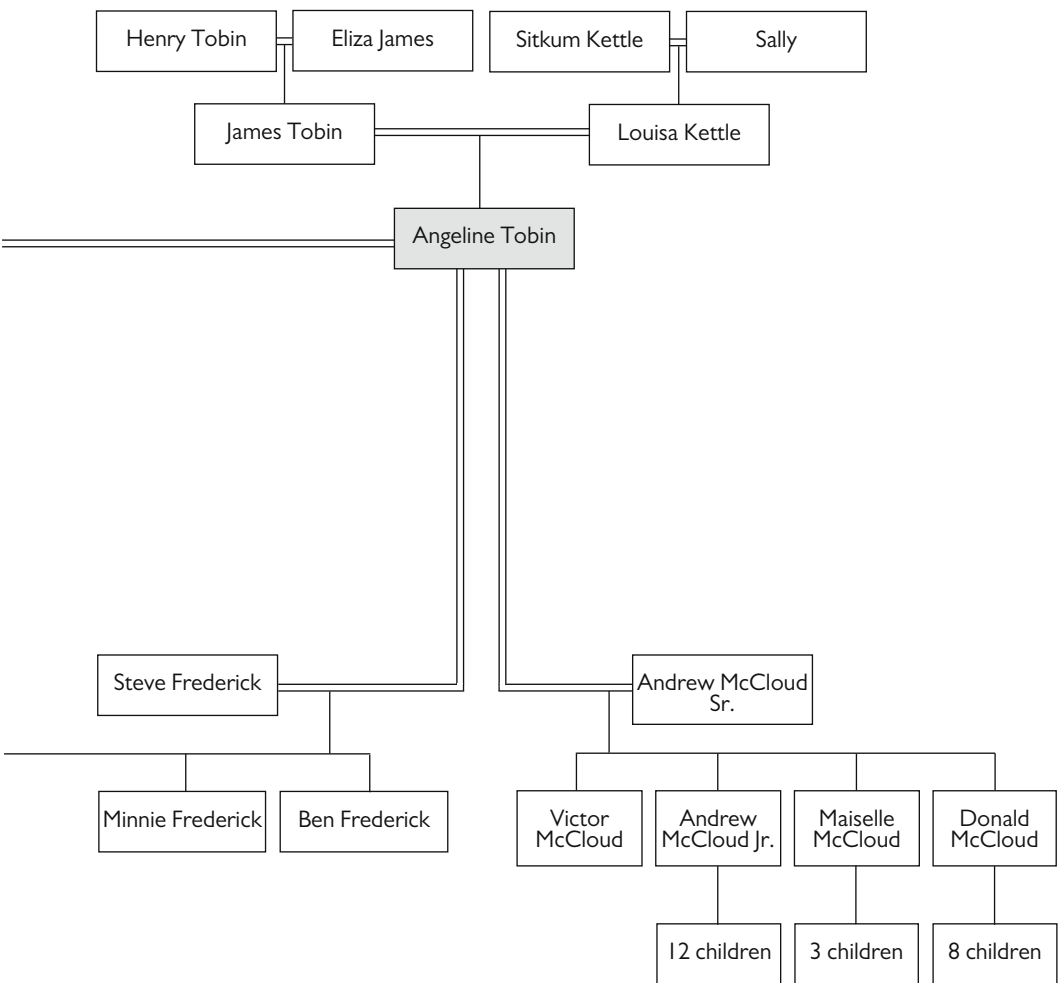 Henry Tobin
Eliza James
Sitkum Kettle
Sally
James Tobin
Louisa Kettle
Angeline Tobin
Steve Frederick
Andrew McCloud
Sr.
Minnie Frederick
Ben Frederick
Victor
McCloud
Andrew
McCloud Jr.
Maiselle
McCloud
Donald
McCloud
12 children
3 children
8 children